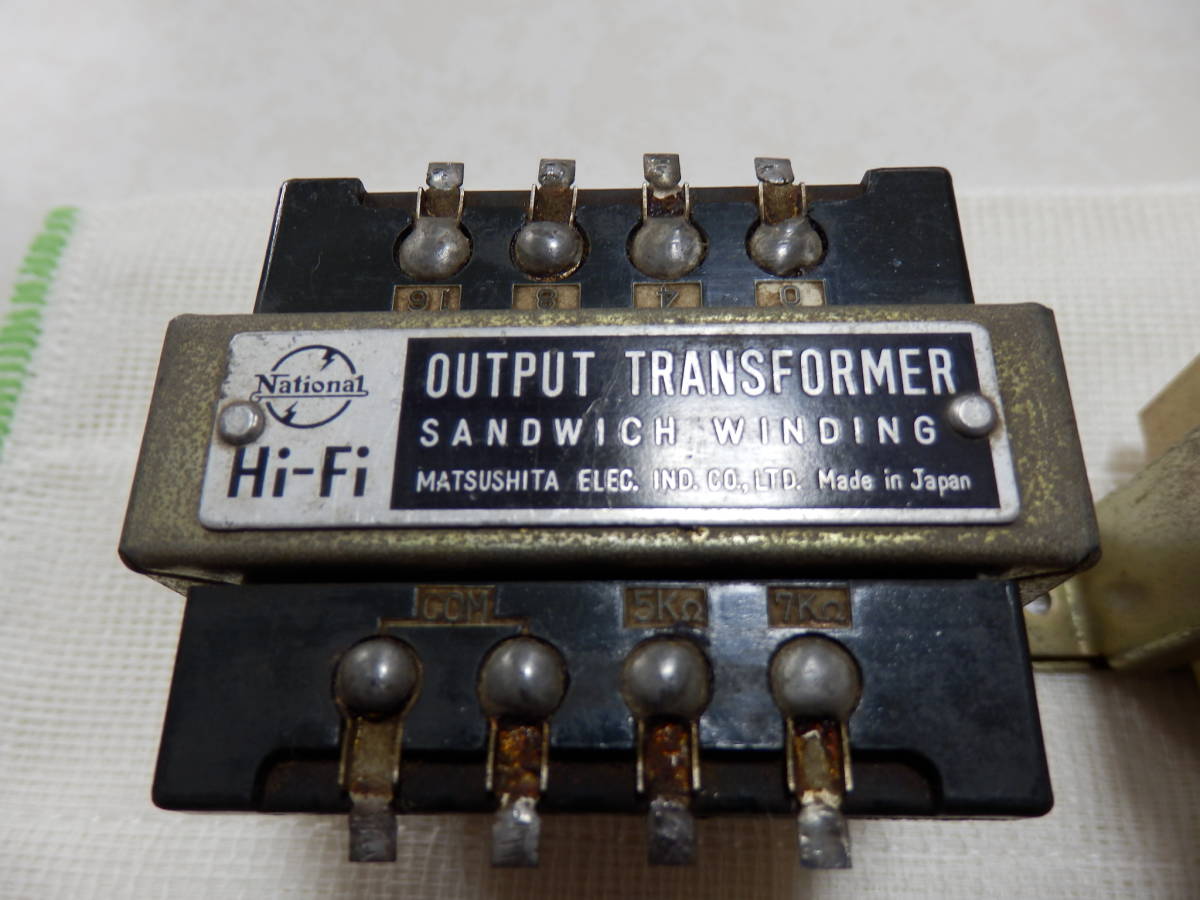 16 8 4 0
National
Hi-Fi
OUTPUT TRANSFORMER
SANDWICH WINDING
MATSUSHITA ELEC. IND. CO., LTD. Made in Japan
COM 5KΩ 7KΩ